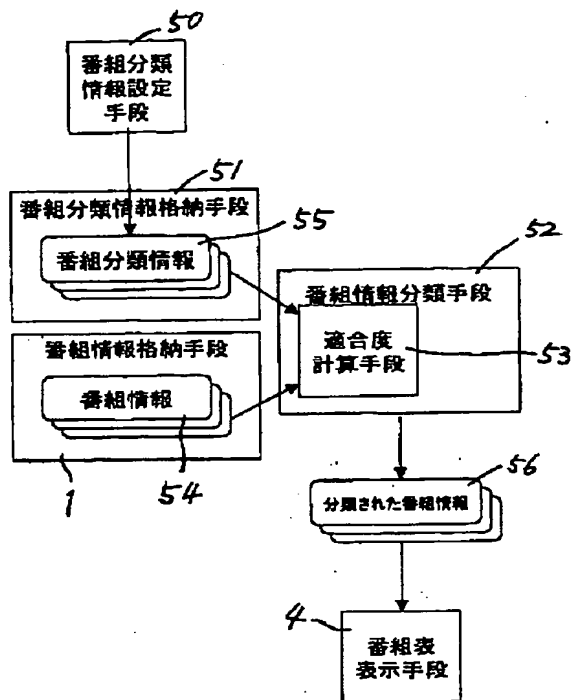 50
番組分類
情報設定
手段
51
番組分類情報格納手段
55
番組分類情報
52
番組情報分類手段
適合度
計算手段
53
番組情報格納手段
番組情報
54
1
56
分類された番組情報
4
番組表
表示手段